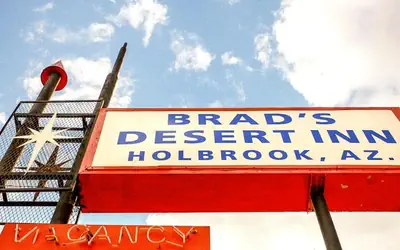 BRAD'S
DESERT INN
HOLBROOK, AZ.
VACANCY